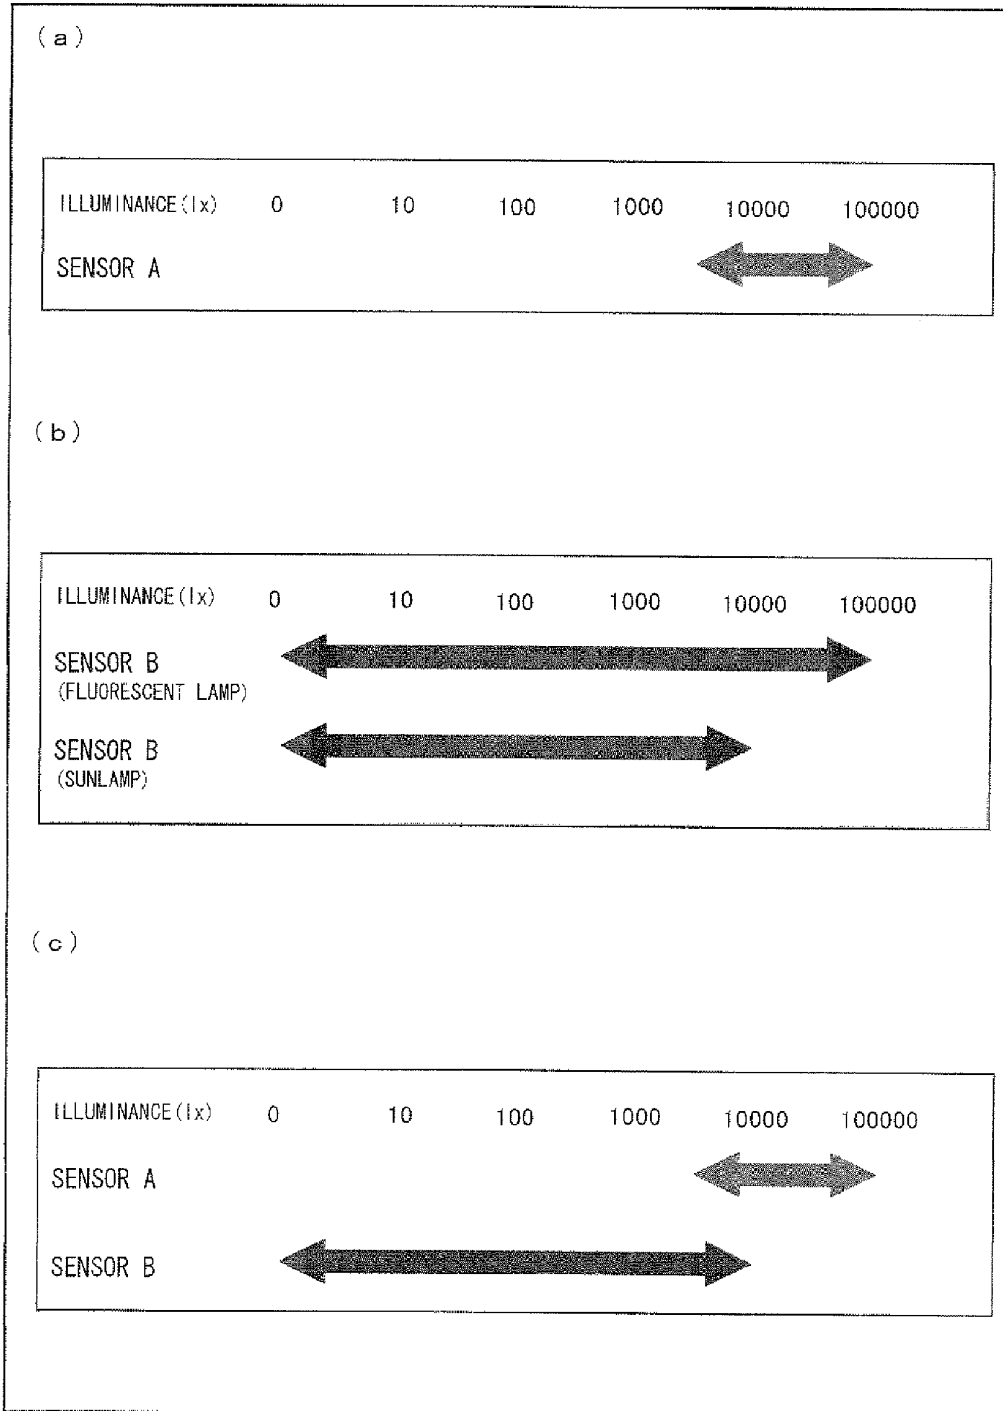 (a)
ILLUMINANCE(lx) 0 10 100 1000 10000 100000
SENSOR A
(b)
ILLUMINANCE(lx) 0 10 100 1000 10000 100000
SENSOR B
(FLUORESCENT LAMP)
SENSOR B
(SUNLAMP)
(c)
ILLUMINANCE(lx) 0 10 100 1000 10000 100000
SENSOR A
SENSOR B